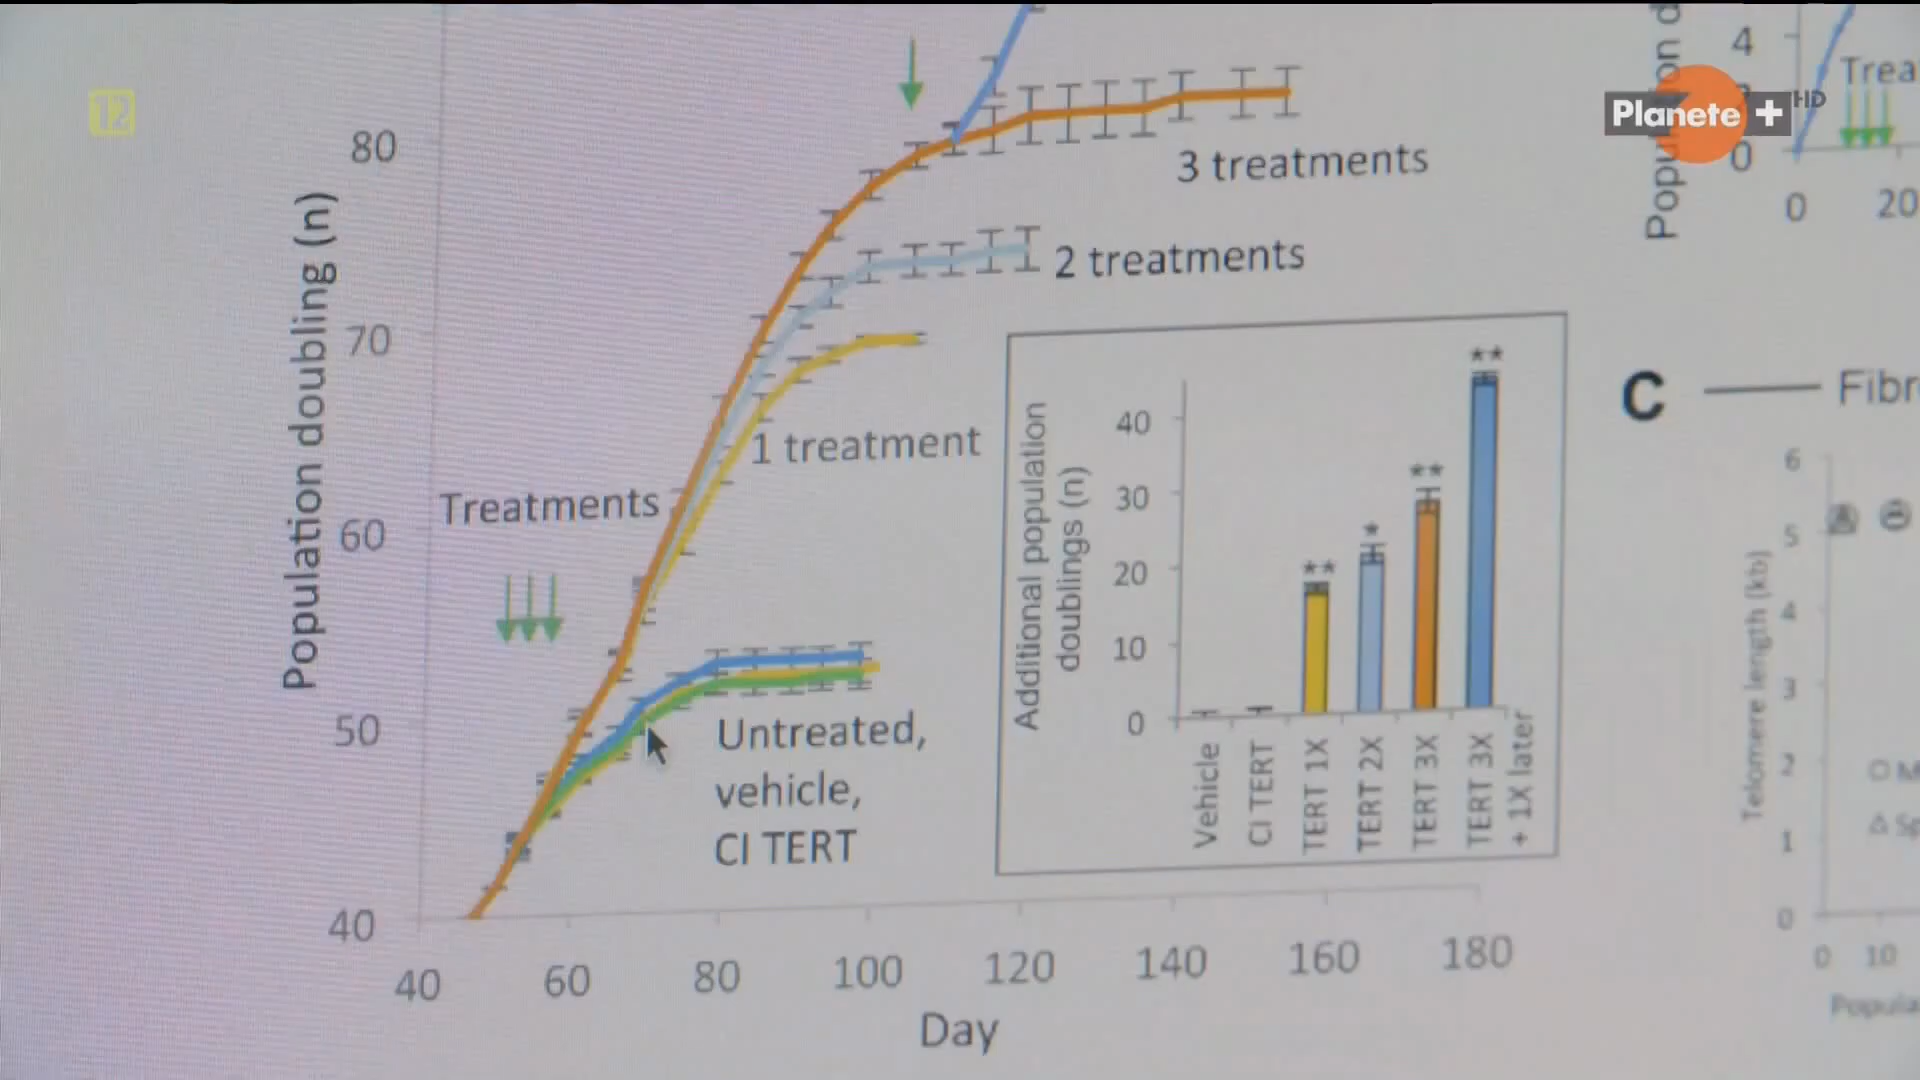 12
Planete +
HD
Population doubling (n)
80
70
60
50
40
40 60 80 100 120 140 160 180
Day
Treatments
3 treatments
2 treatments
1 treatment
Untreated,
vehicle,
CI TERT
Additional population
doublings (n)
40
30
20
10
0
**
*
**
**
Vehicle
CI TERT
TERT 1X
TERT 2X
TERT 3X
TERT 3X
+ 1X later
4
0
0 20
C
Telomere length (kb)
6
5
4
3
2
1
0
0 10